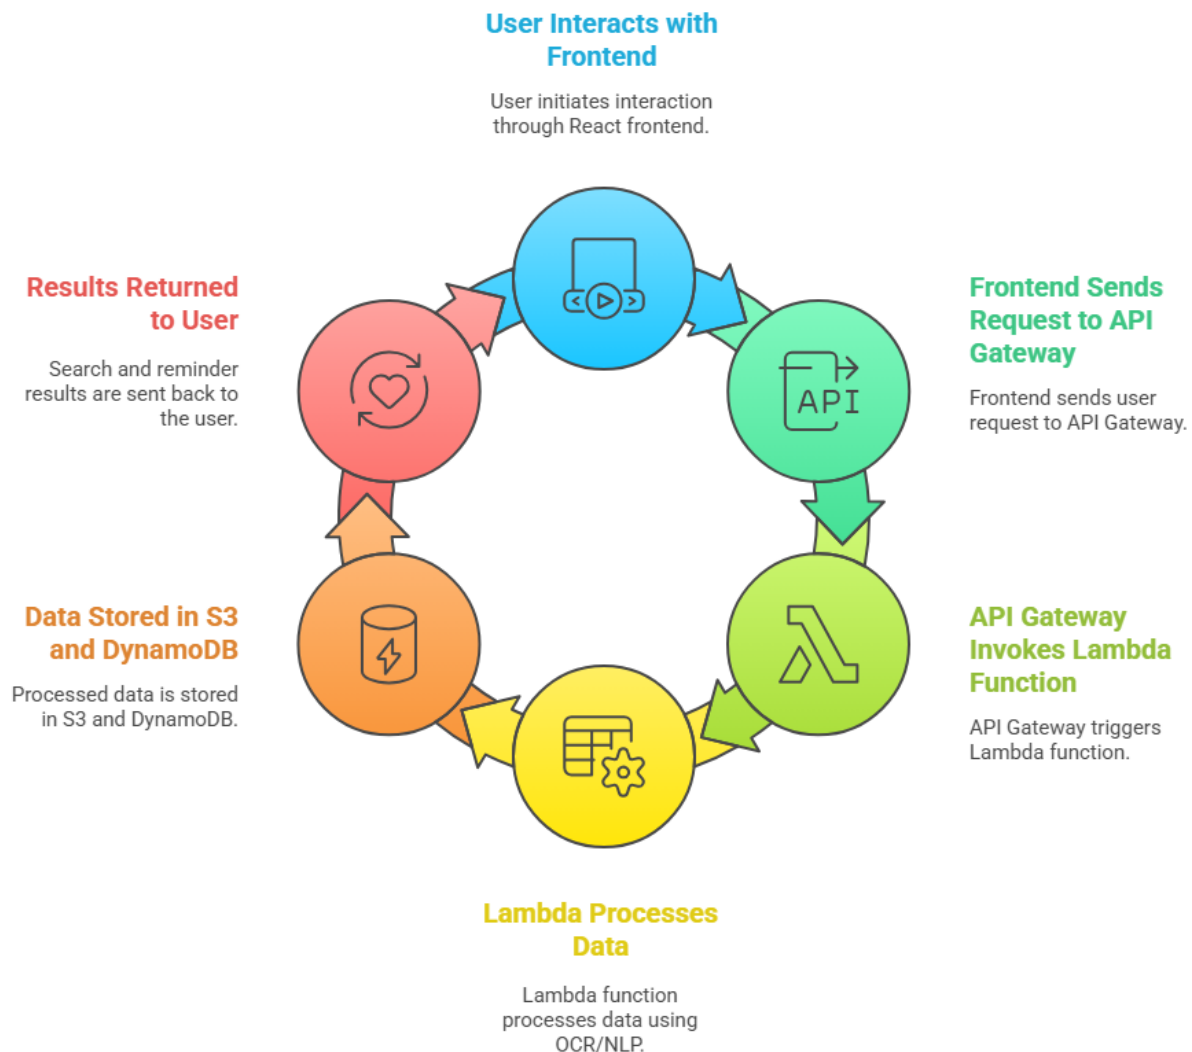 User Interacts with
Frontend
User initiates interaction
through React frontend.
Frontend Sends
Request to API
Gateway
Frontend sends user
request to API Gateway.
API
API Gateway
Invokes Lambda
Function
API Gateway triggers
Lambda function.
Lambda Processes
Data
Lambda function
processes data using
OCR/NLP.
Data Stored in S3
and DynamoDB
Processed data is stored
in S3 and DynamoDB.
Results Returned
to User
Search and reminder
results are sent back to
the user.